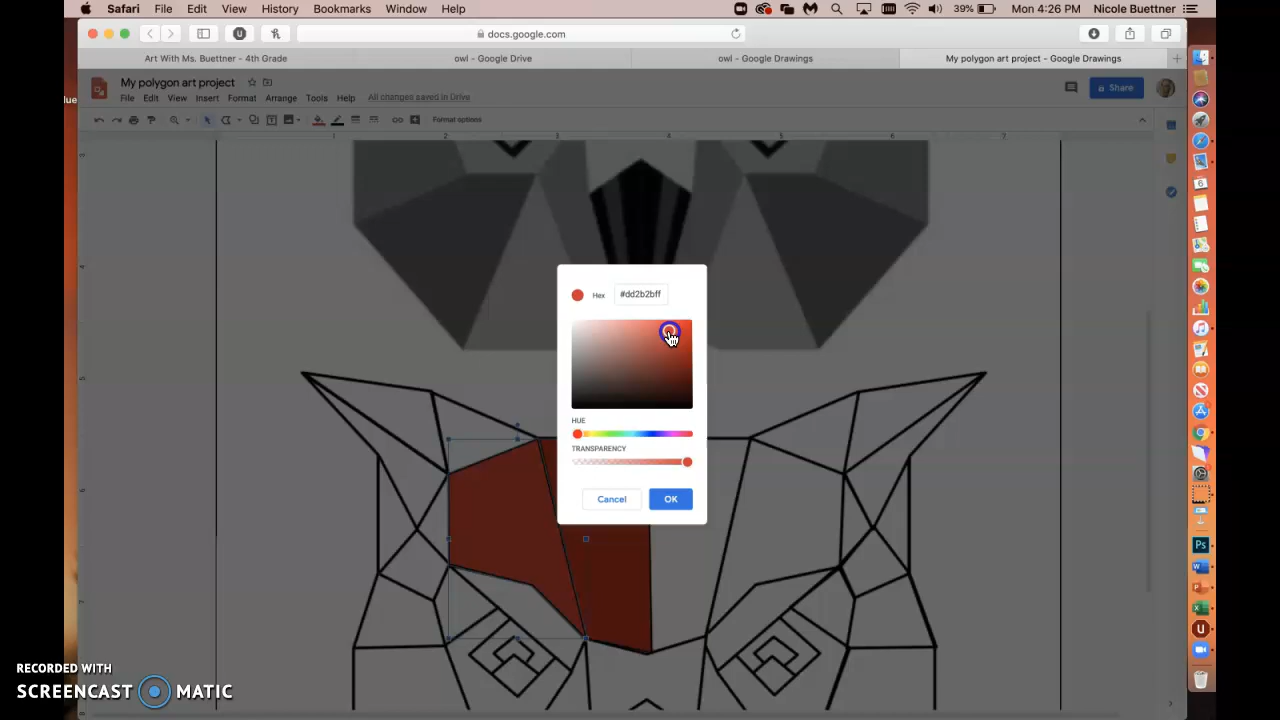 Safari File Edit View History Bookmarks Window Help 39% Mon 4:26 PM Nicole Buettner
docs.google.com
Art With Ms. Buettner - 4th Grade owl - Google Drive owl - Google Drawings My polygon art project - Google Drawings
My polygon art project
File Edit View Insert Format Arrange Tools Help All changes saved in Drive
Share
Format options
Hex #dd2b2bff
HUE
TRANSPARENCY
Cancel OK
RECORDED WITH
SCREENCAST MATIC